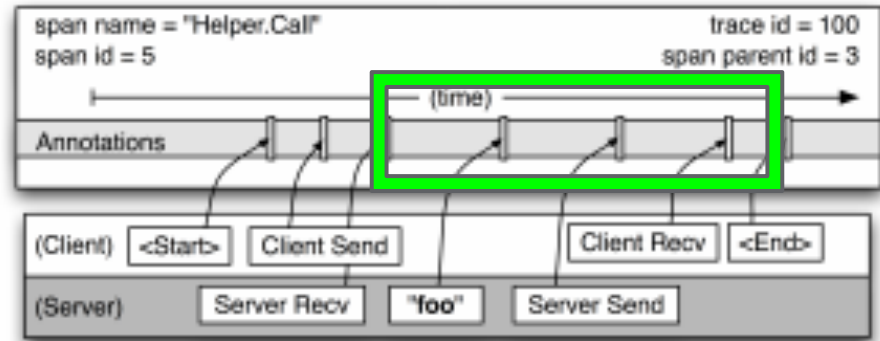 span name = "Helper.Call" trace id = 100
span id = 5 span parent id = 3
(time)
Annotations
(Client) <Start> Client Send Client Recv <End>
(Server) Server Recv "foo" Server Send